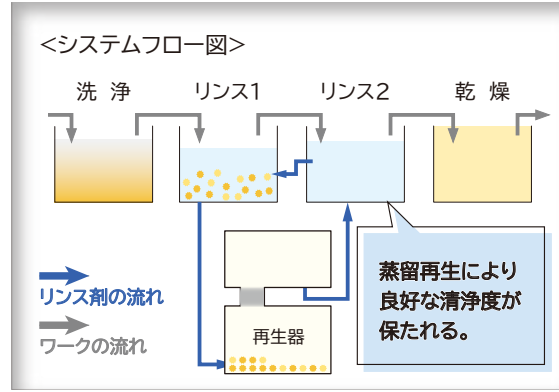 <システムフロー図>
洗 浄
リンス1
リンス2
乾 燥
蒸留再生により
良好な清浄度が
保たれる。
再生器
リンス剤の流れ
ワークの流れ